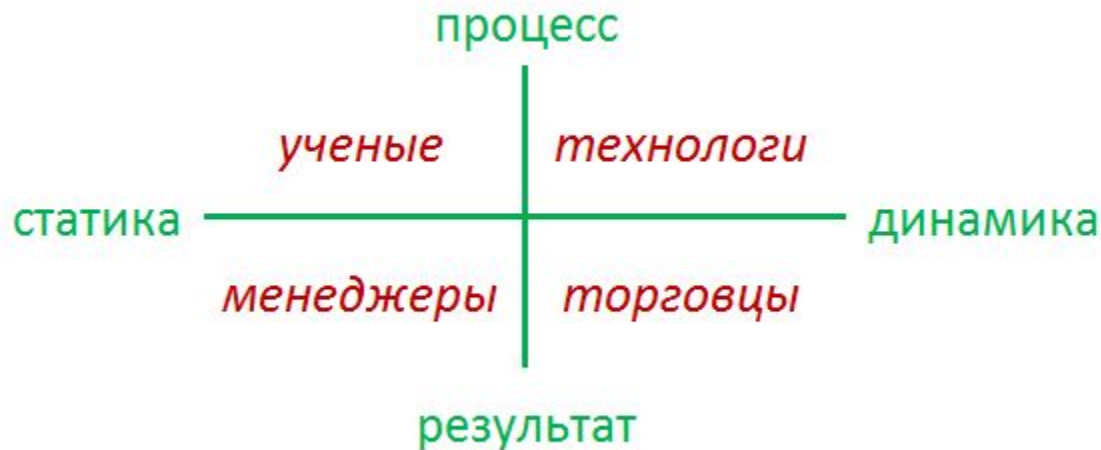 процесс
ученые технологи
статика динамика
менеджеры торговцы
результат